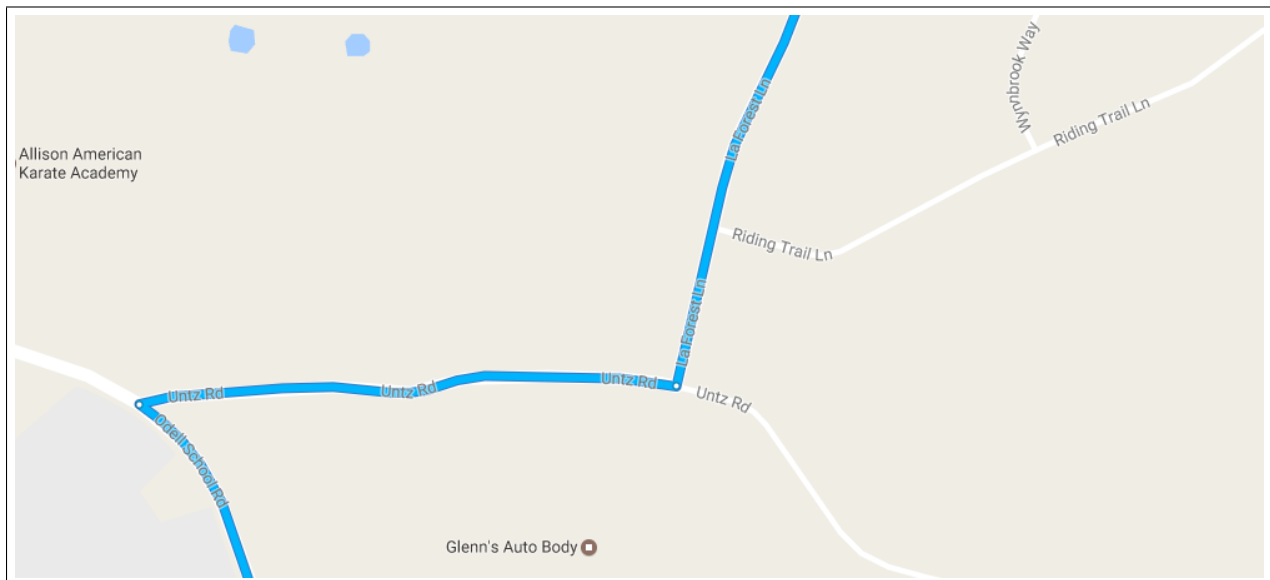 Wynnbrook Way
Riding Trail Ln
La Forest Ln
Allison American
Karate Academy
Riding Trail Ln
La Forest Ln
Untz Rd
Untz Rd
Untz Rd
Untz Rd
Odell School Rd
Glenn's Auto Body